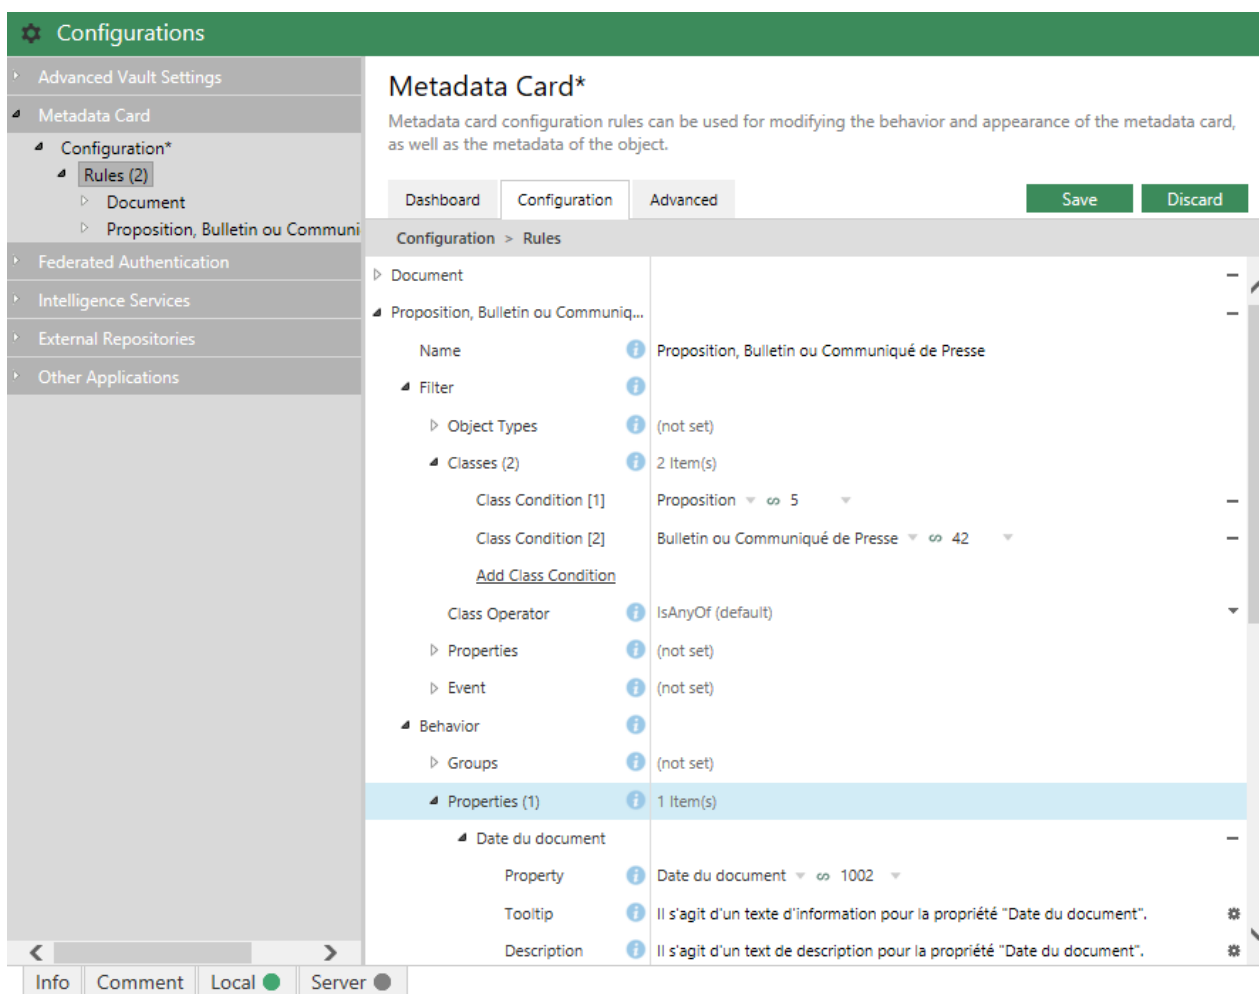 Configurations
Advanced Vault Settings
Metadata Card
Configuration*
Rules (2)
Document
Proposition, Bulletin ou Communi
Federated Authentication
Intelligence Services
External Repositories
Other Applications
Metadata Card*
Metadata card configuration rules can be used for modifying the behavior and appearance of the metadata card,
as well as the metadata of the object.
Dashboard Configuration Advanced Save Discard
Configuration > Rules
Document
Proposition, Bulletin ou Communiq...
Name Proposition, Bulletin ou Communiqué de Presse
Filter
Object Types (not set)
Classes (2) 2 Item(s)
Class Condition [1] Proposition 5
Class Condition [2] Bulletin ou Communiqué de Presse 42
Add Class Condition
Class Operator IsAnyOf (default)
Properties (not set)
Event (not set)
Behavior
Groups (not set)
Properties (1) 1 Item(s)
Date du document
Property Date du document 1002
Tooltip Il s'agit d'un texte d'information pour la propriété "Date du document".
Description Il s'agit d'un text de description pour la propriété "Date du document".
Info Comment Local Server